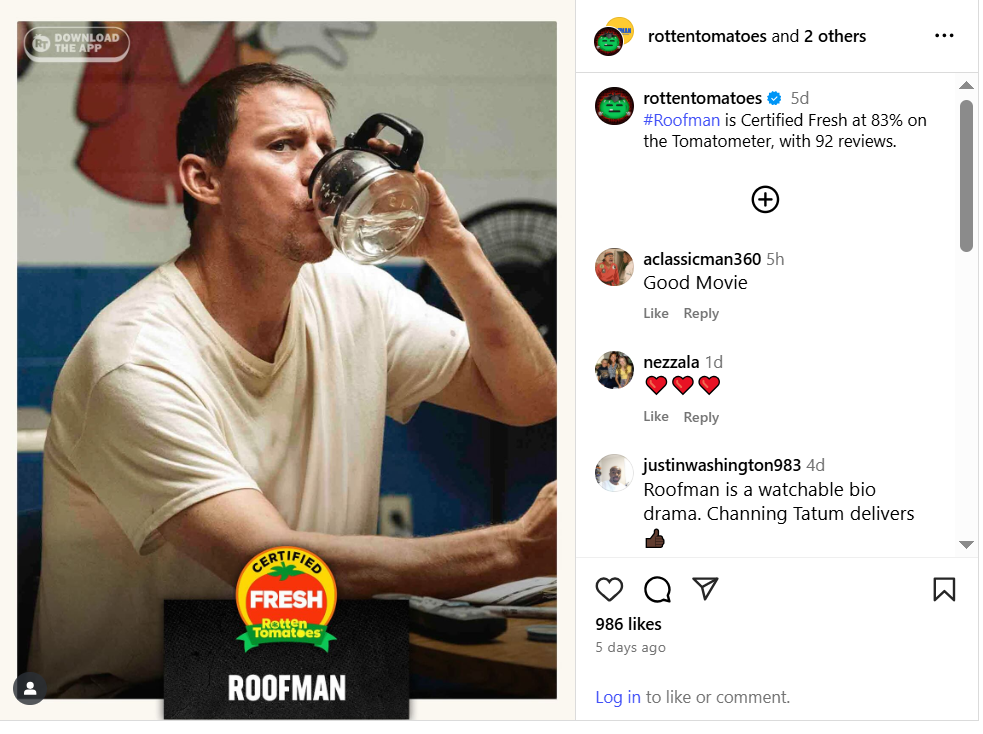 DOWNLOAD
THE APP
CERTIFIED
FRESH
Rotten
Tomatoes
ROOFMAN
rottentomatoes and 2 others
rottentomatoes 5d
#Roofman is Certified Fresh at 83% on
the Tomatometer, with 92 reviews.
aclassicman360 5h
Good Movie
Like Reply
nezzala 1d
Like Reply
justinwashington983 4d
Roofman is a watchable bio
drama. Channing Tatum delivers
986 likes
5 days ago
Log in to like or comment.